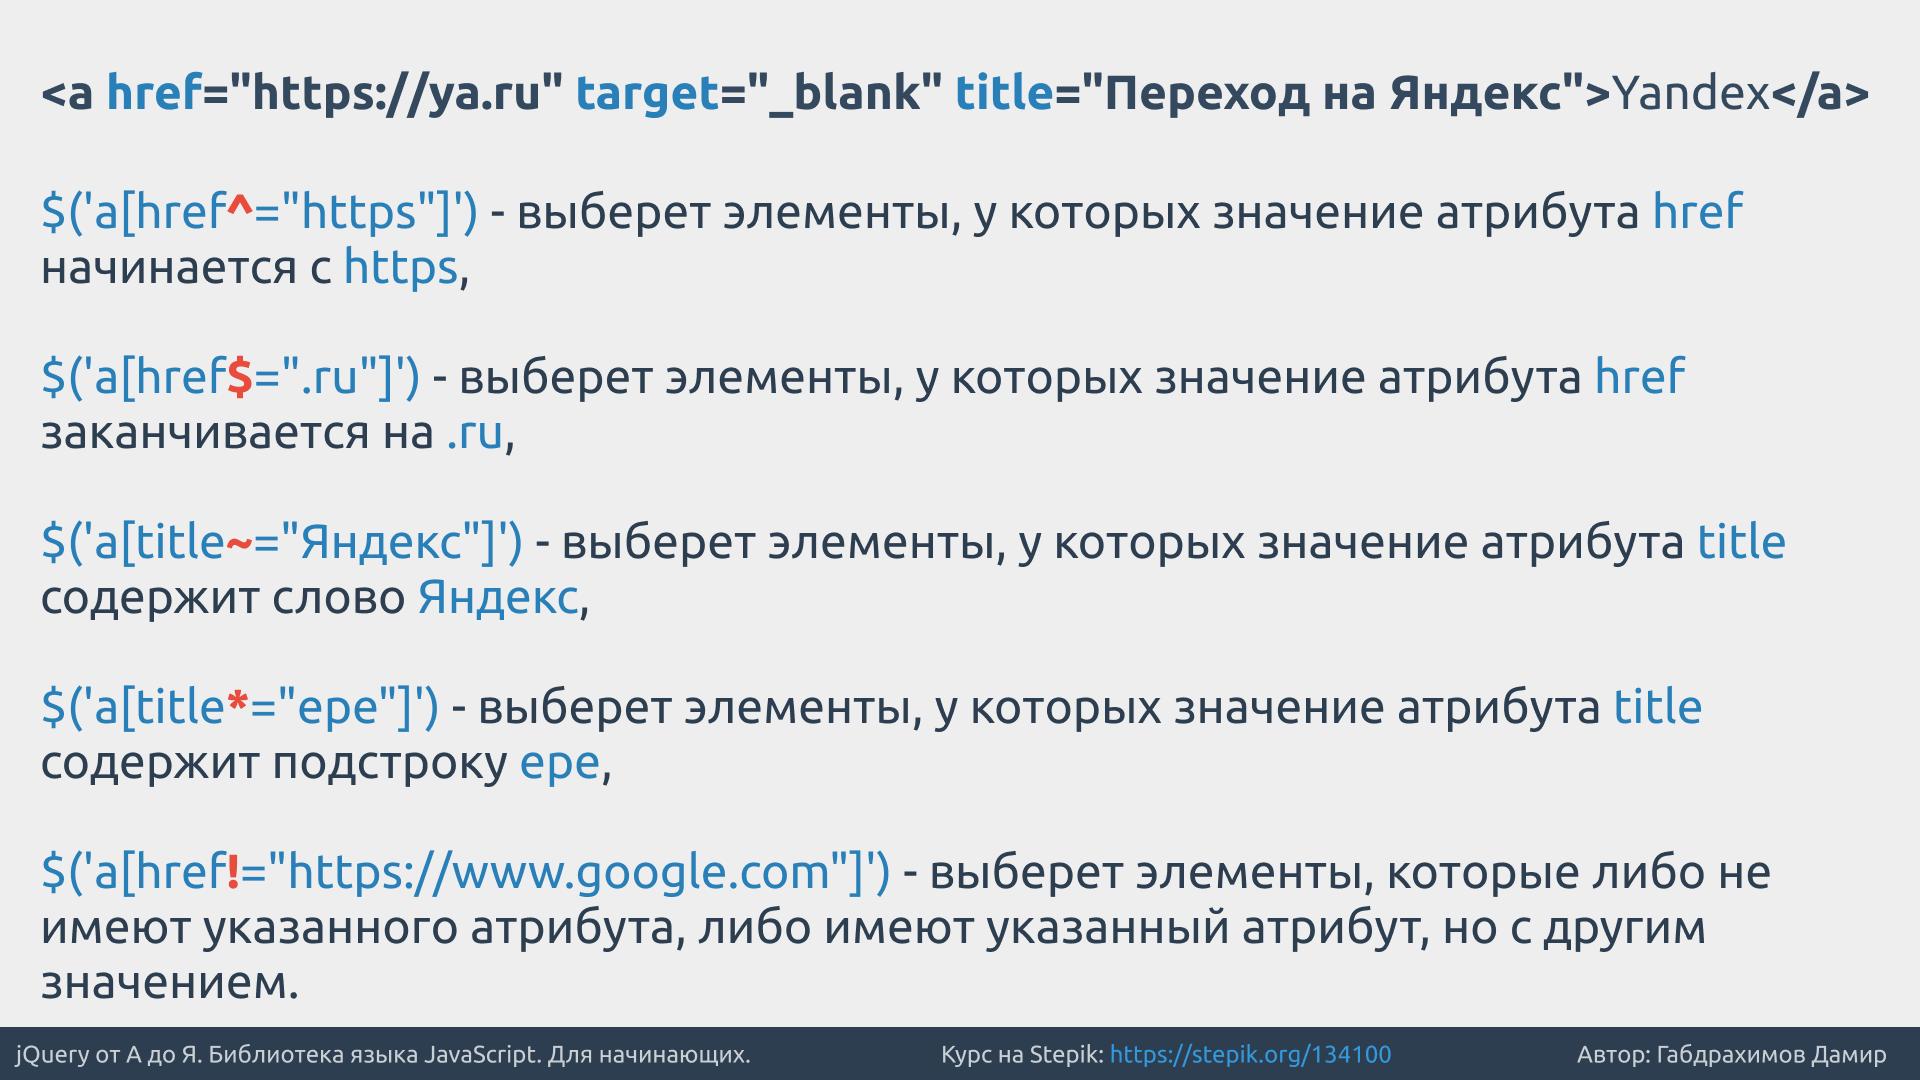 <a href="https://ya.ru" target="_blank" title="Переход на Яндекс">Yandex</a>
$('a[href^="https"]') - выберет элементы, у которых значение атрибута href
начинается с https,
$('a[href$=".ru"]') - выберет элементы, у которых значение атрибута href
заканчивается на .ru,
$('a[title~="Яндекс"]') - выберет элементы, у которых значение атрибута title
содержит слово Яндекс,
$('a[title*="ере"]') - выберет элементы, у которых значение атрибута title
содержит подстроку ере,
$('a[href!="https://www.google.com"]') - выберет элементы, которые либо не
имеют указанного атрибута, либо имеют указанный атрибут, но с другим
значением.
jQuery от А до Я. Библиотека языка JavaScript. Для начинающих. Курс на Stepik: https://stepik.org/134100 Автор: Габдрахимов Дамир